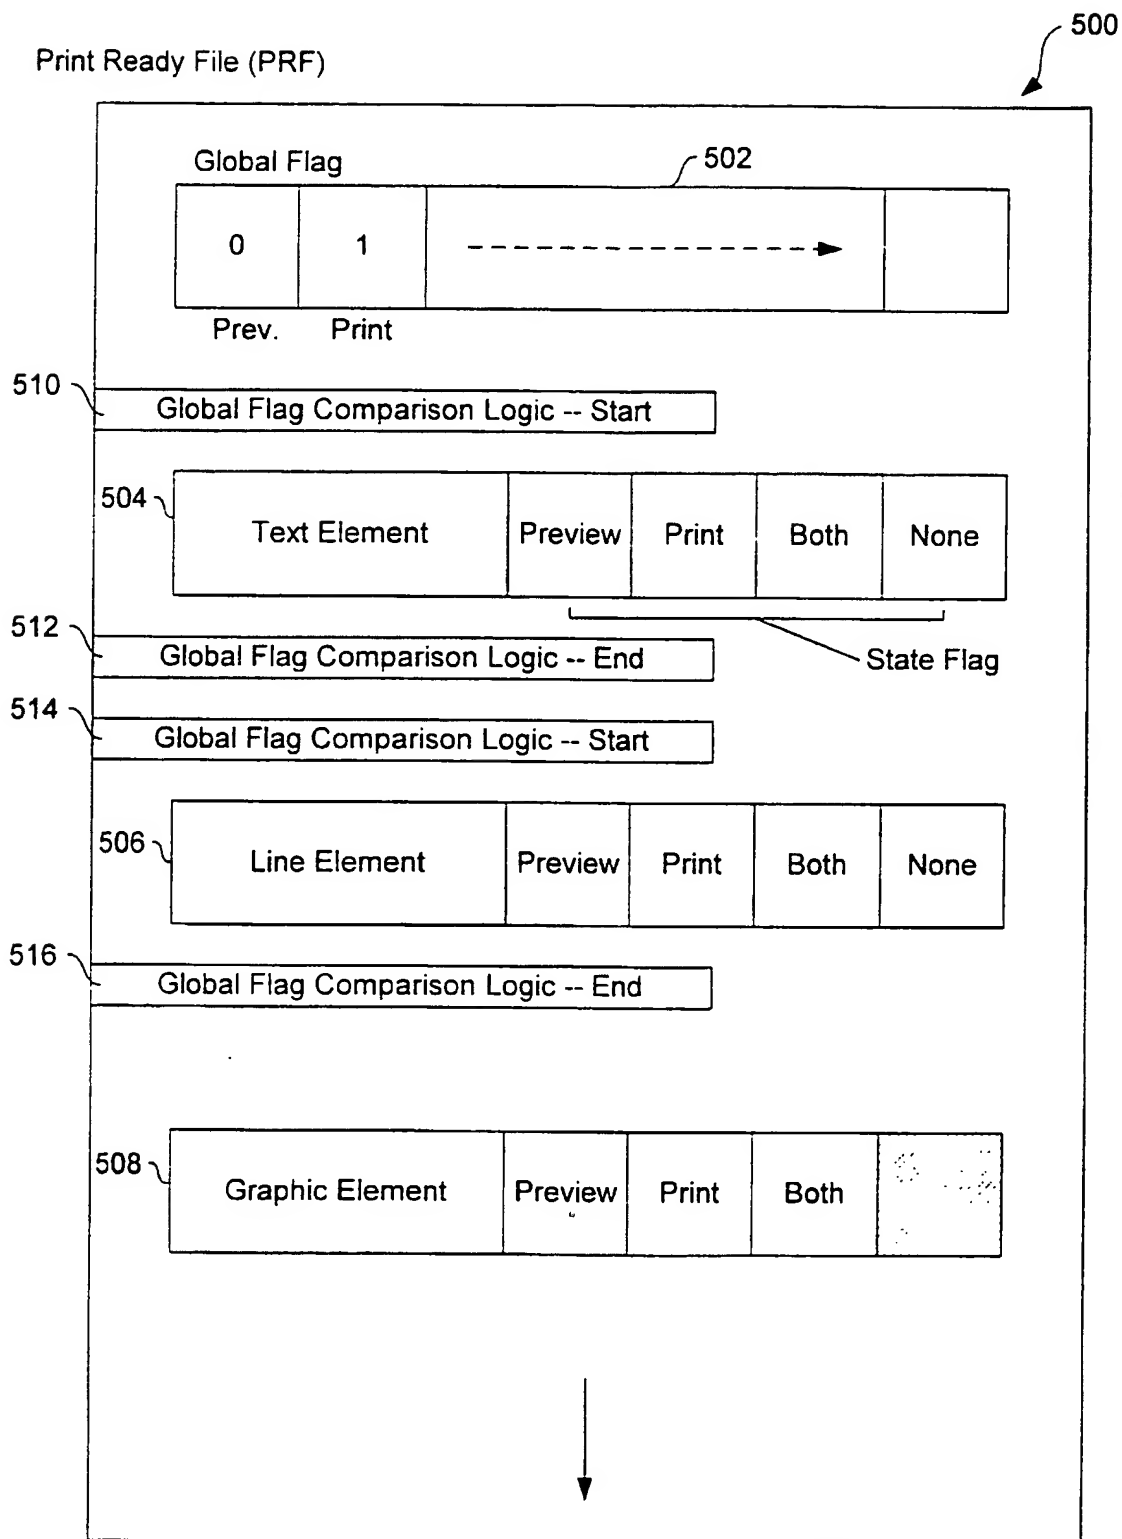 500
Print Ready File (PRF)
Global Flag
502
0 1
Prev. Print
510
Global Flag Comparison Logic -- Start
504
Text Element Preview Print Both None
512
Global Flag Comparison Logic -- End
State Flag
514
Global Flag Comparison Logic -- Start
506
Line Element Preview Print Both None
516
Global Flag Comparison Logic -- End
508
Graphic Element Preview Print Both